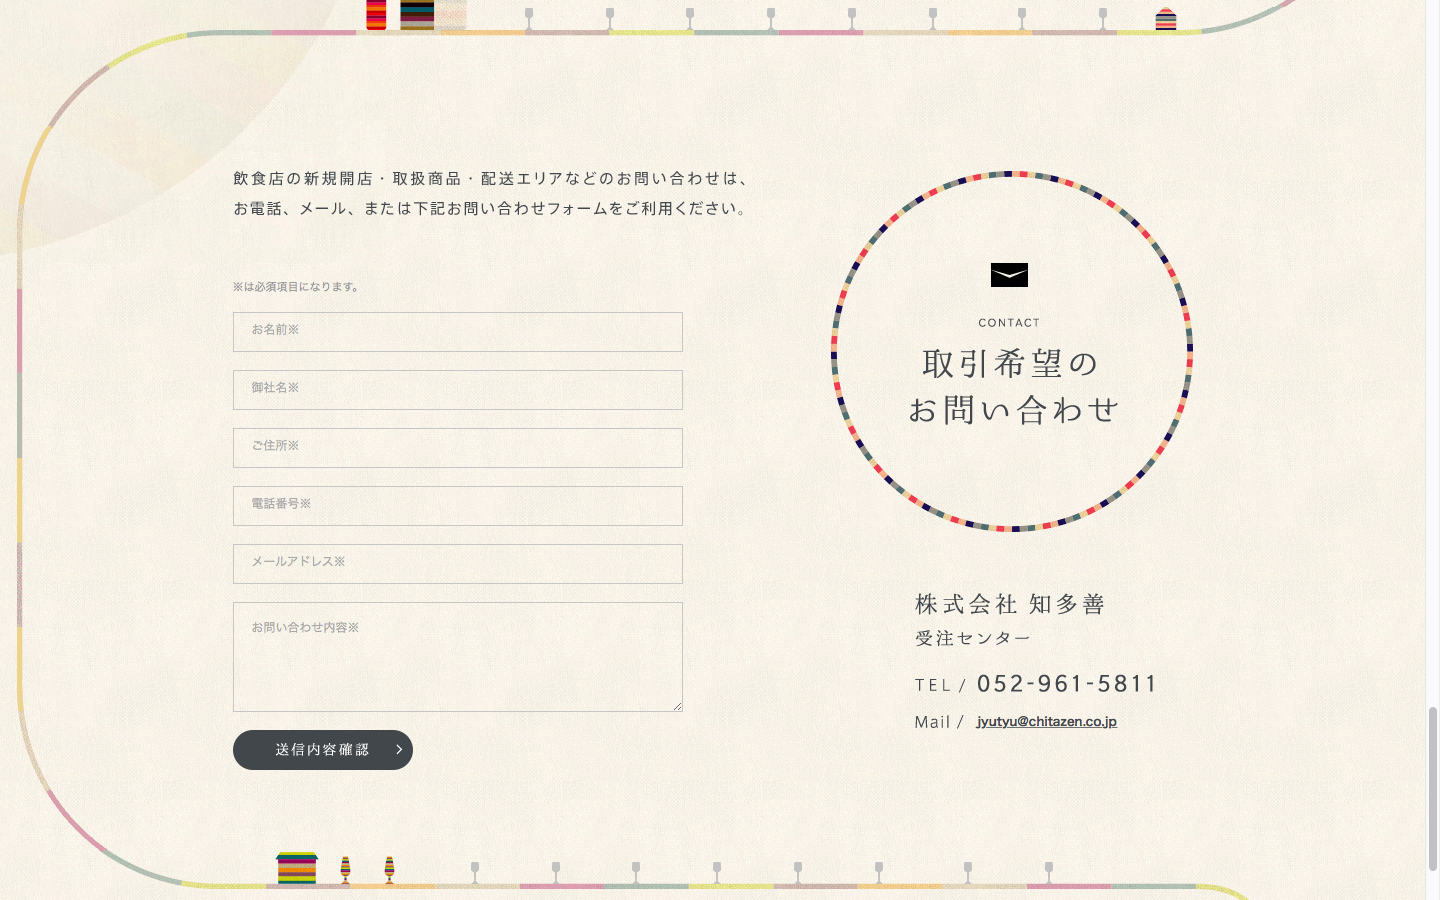 飲食店の新規開店・取扱商品・配送エリアなどのお問い合わせは、
お電話、メール、または下記お問い合わせフォームをご利用ください。
※は必須項目になります。
お名前※
御社名※
ご住所※
電話番号※
メールアドレス※
お問い合わせ内容※
送信内容確認
CONTACT
取引希望の
お問い合わせ
株式会社 知多善
受注センター
TEL / 052-961-5811
Mail / jyutyu@chitazen.co.jp